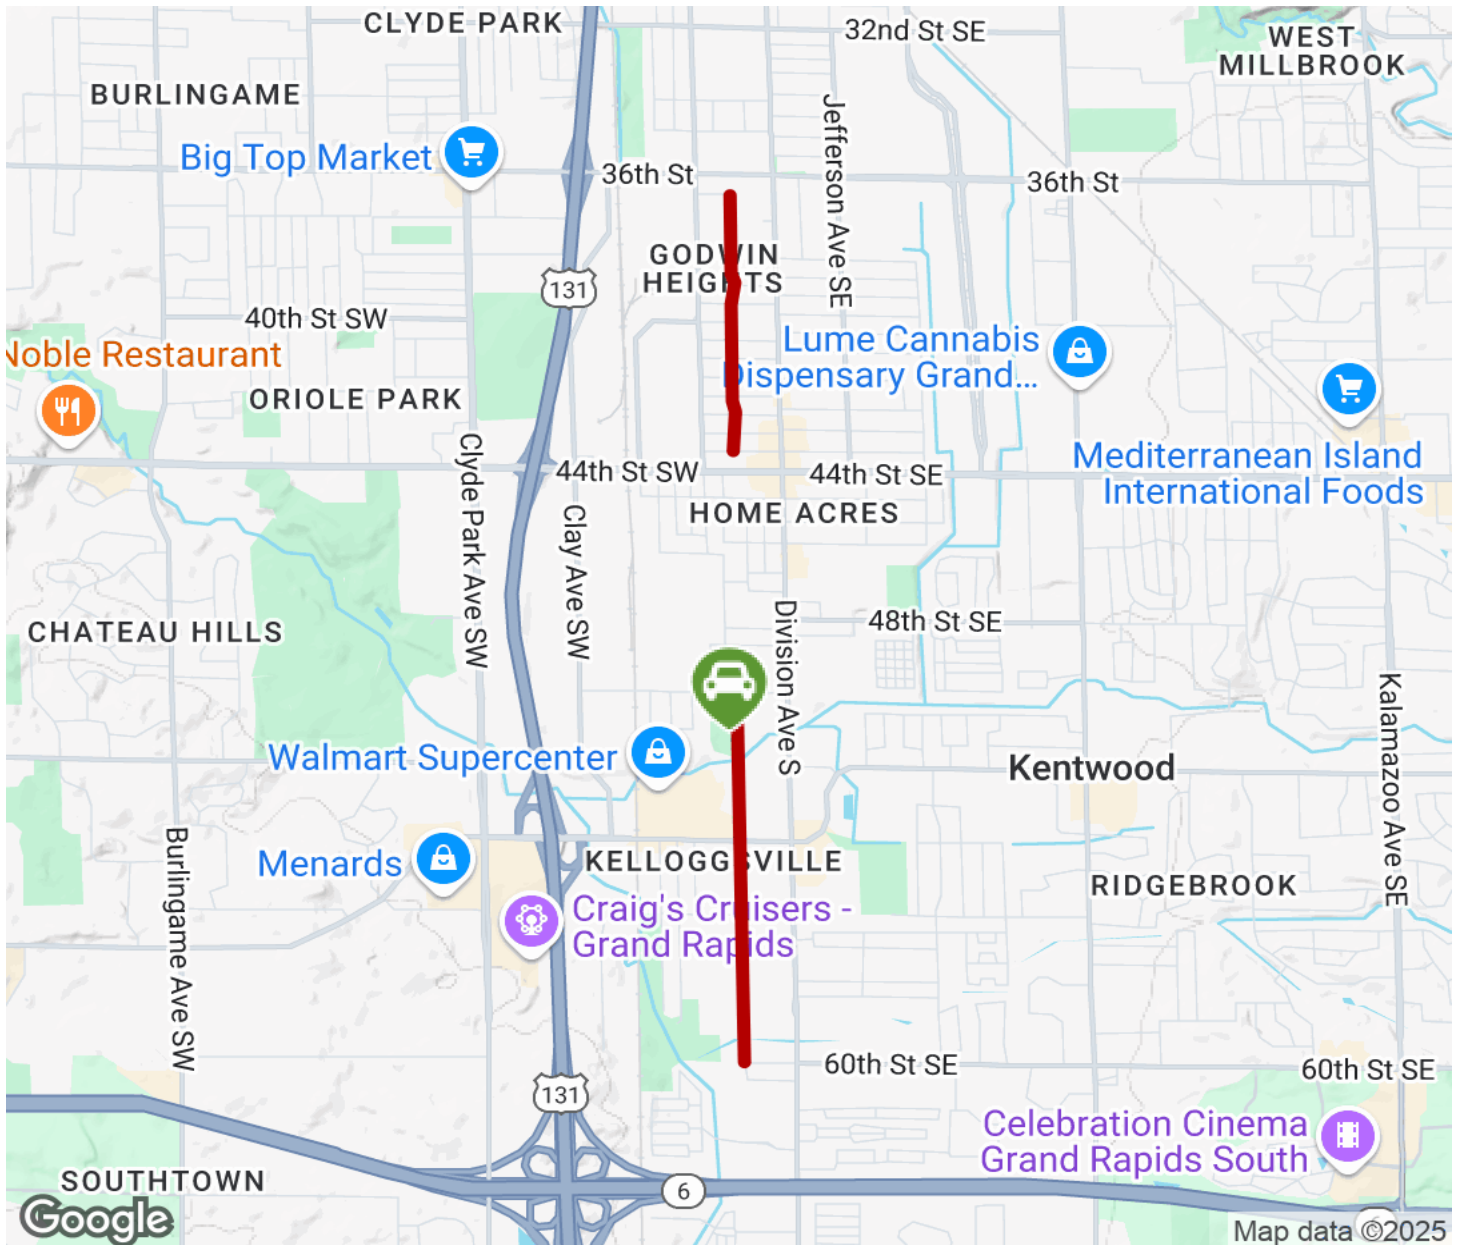 CLYDE PARK
32nd St SE
WEST
MILLBROOK
BURLINGAME
Jefferson Ave SE
Big Top Market
36th St
36th St
GODWIN
HEIGHTS
131
40th St SW
Lume Cannabis
Dispensary Grand...
Noble Restaurant
ORIOLE PARK
Clyde Park Ave SW
44th St SW
44th St SE
Mediterranean Island
International Foods
HOME ACRES
Clay Ave SW
CHATEAU HILLS
48th St SE
Division Ave S
Kalamazoo Ave SE
Walmart Supercenter
Kentwood
Burlingame Ave SW
Menards
KELLOGGSVILLE
RIDGEBROOK
Craig's Cruisers -
Grand Rapids
60th St SE
60th St SE
131
Celebration Cinema
Grand Rapids South
SOUTHTOWN
6
6
Google
Map data ©2025